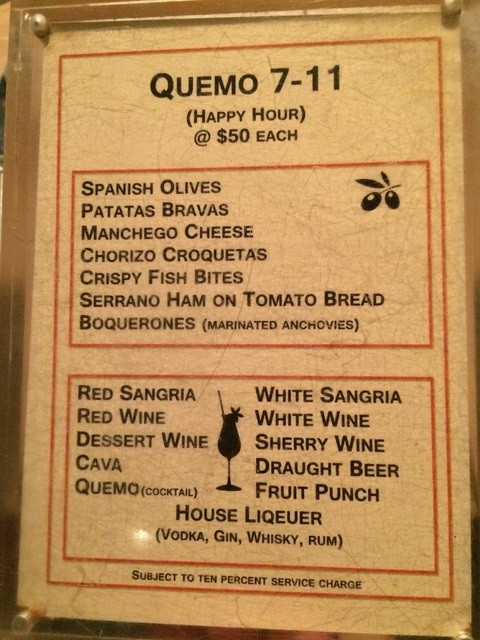 QUEMO 7-11
(HAPPY HOUR)
@ $50 EACH
SPANISH OLIVES
PATATAS BRAVAS
MANCHEGO CHEESE
CHORIZO CROQUETAS
CRISPY FISH BITES
SERRANO HAM ON TOMATO BREAD
BOQUERONES (MARINATED ANCHOVIES)
RED SANGRIA
RED WINE
DESSERT WINE
CAVA
QUEMO (COCKTAIL)
WHITE SANGRIA
WHITE WINE
SHERRY WINE
DRAUGHT BEER
FRUIT PUNCH
HOUSE LIQEUER
(VODKA, GIN, WHISKY, RUM)
SUBJECT TO TEN PERCENT SERVICE CHARGE